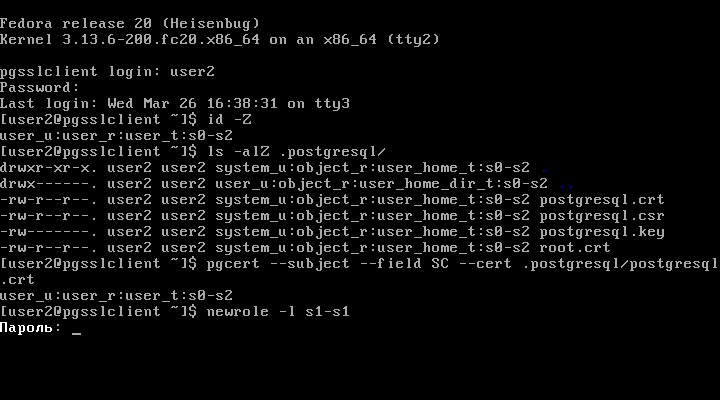 Fedora release 20 (Heisenbug)
Kernel 3.13.6-200.fc20.x86_64 on an x86_64 (tty2)
pgsslclient login: user2
Password:
Last login: Wed Mar 26 16:38:31 on tty3
[user2@pgsslclient ~]$ id -Z
user_u:user_r:user_t:s0-s2
[user2@pgsslclient ~]$ ls -alZ .postgresql/
drwxr-xr-x. user2 user2 system_u:object_r:user_home_t:s0-s2 .
drwx------. user2 user2 user_u:object_r:user_home_dir_t:s0-s2 ..
-rw-r--r--. user2 user2 system_u:object_r:user_home_t:s0-s2 postgresql.crt
-rw-r--r--. user2 user2 system_u:object_r:user_home_t:s0-s2 postgresql.csr
-rw-------. user2 user2 system_u:object_r:user_home_t:s0-s2 postgresql.key
-rw-r--r--. user2 user2 system_u:object_r:user_home_t:s0-s2 root.crt
[user2@pgsslclient ~]$ pgcert --subject --field SC --cert .postgresql/postgresql
.crt
user_u:user_r:user_t:s0-s2
[user2@pgsslclient ~]$ newrole -l s1-s1
Пароль: _